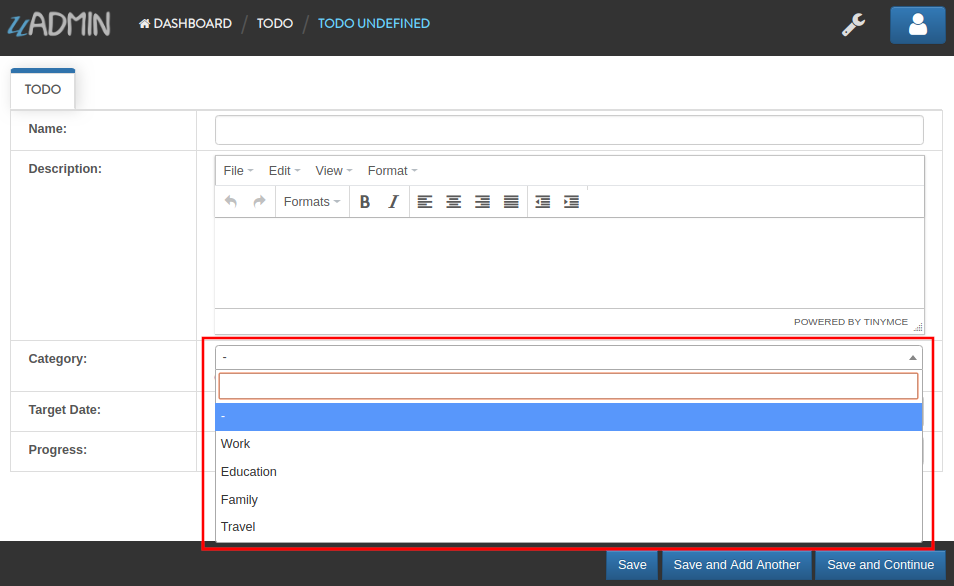 uADMIN DASHBOARD / TODO / TODO UNDEFINED
TODO
Name:
Description:
File Edit View Format
Formats B I
POWERED BY TINYMCE
Category:
-
-
Work
Education
Family
Travel
Target Date:
Progress:
Save Save and Add Another Save and Continue